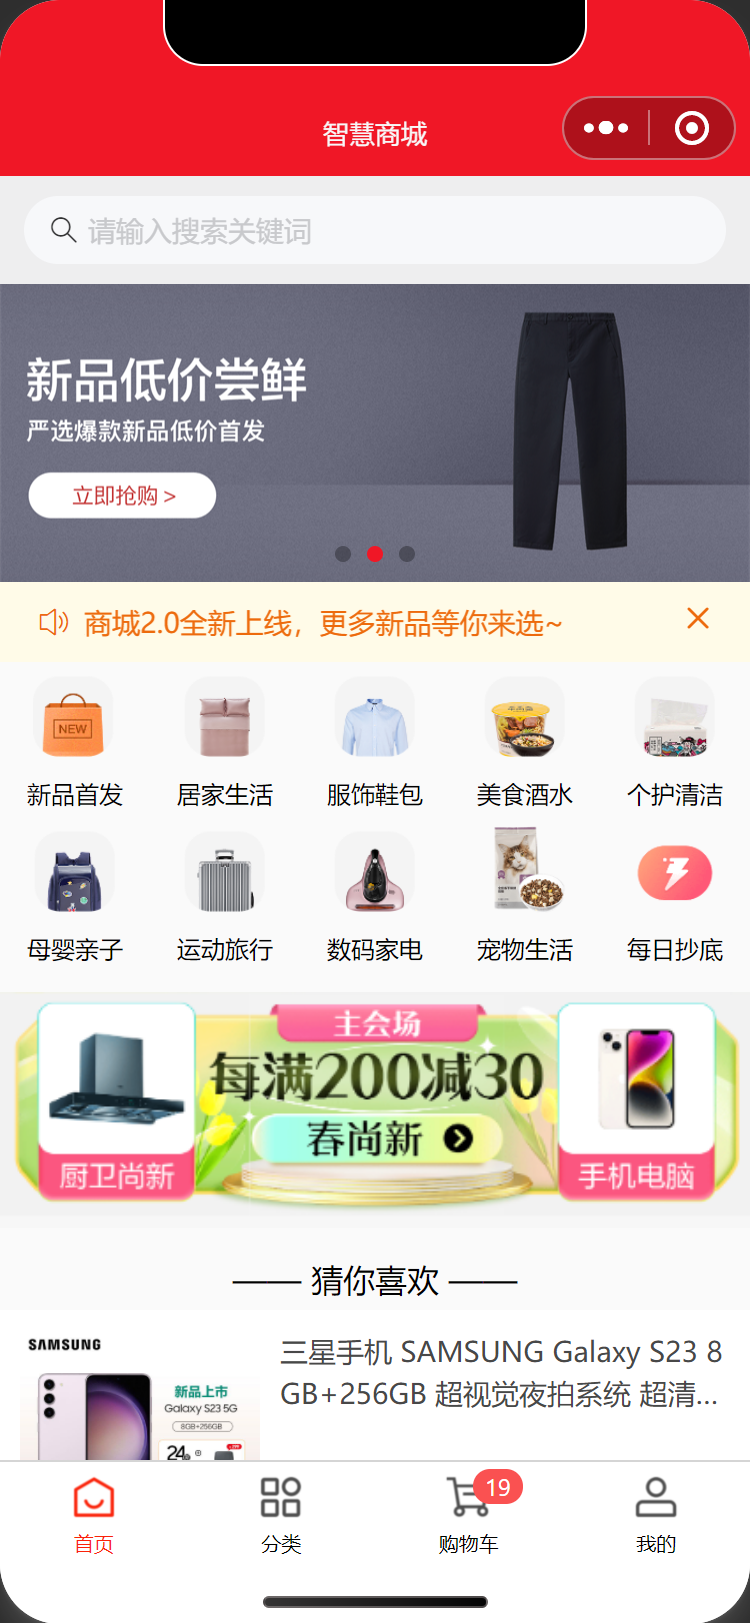 智慧商城
请输入搜索关键词
新品低价尝鲜
严选爆款新品低价首发
立即抢购 >
商城2.0全新上线，更多新品等你来选~
NEW
新品首发 居家生活 服饰鞋包 美食酒水 个护清洁
母婴亲子 运动旅行 数码家电 宠物生活 每日抄底
主会场
每满200减30
春尚新
厨卫尚新 手机电脑
猜你喜欢
SAMSUNG
新品上市
Galaxy S23 5G
8GB+256GB
24
三星手机 SAMSUNG Galaxy S23 8
GB+256GB 超视觉夜拍系统 超清...
19
首页 分类 购物车 我的